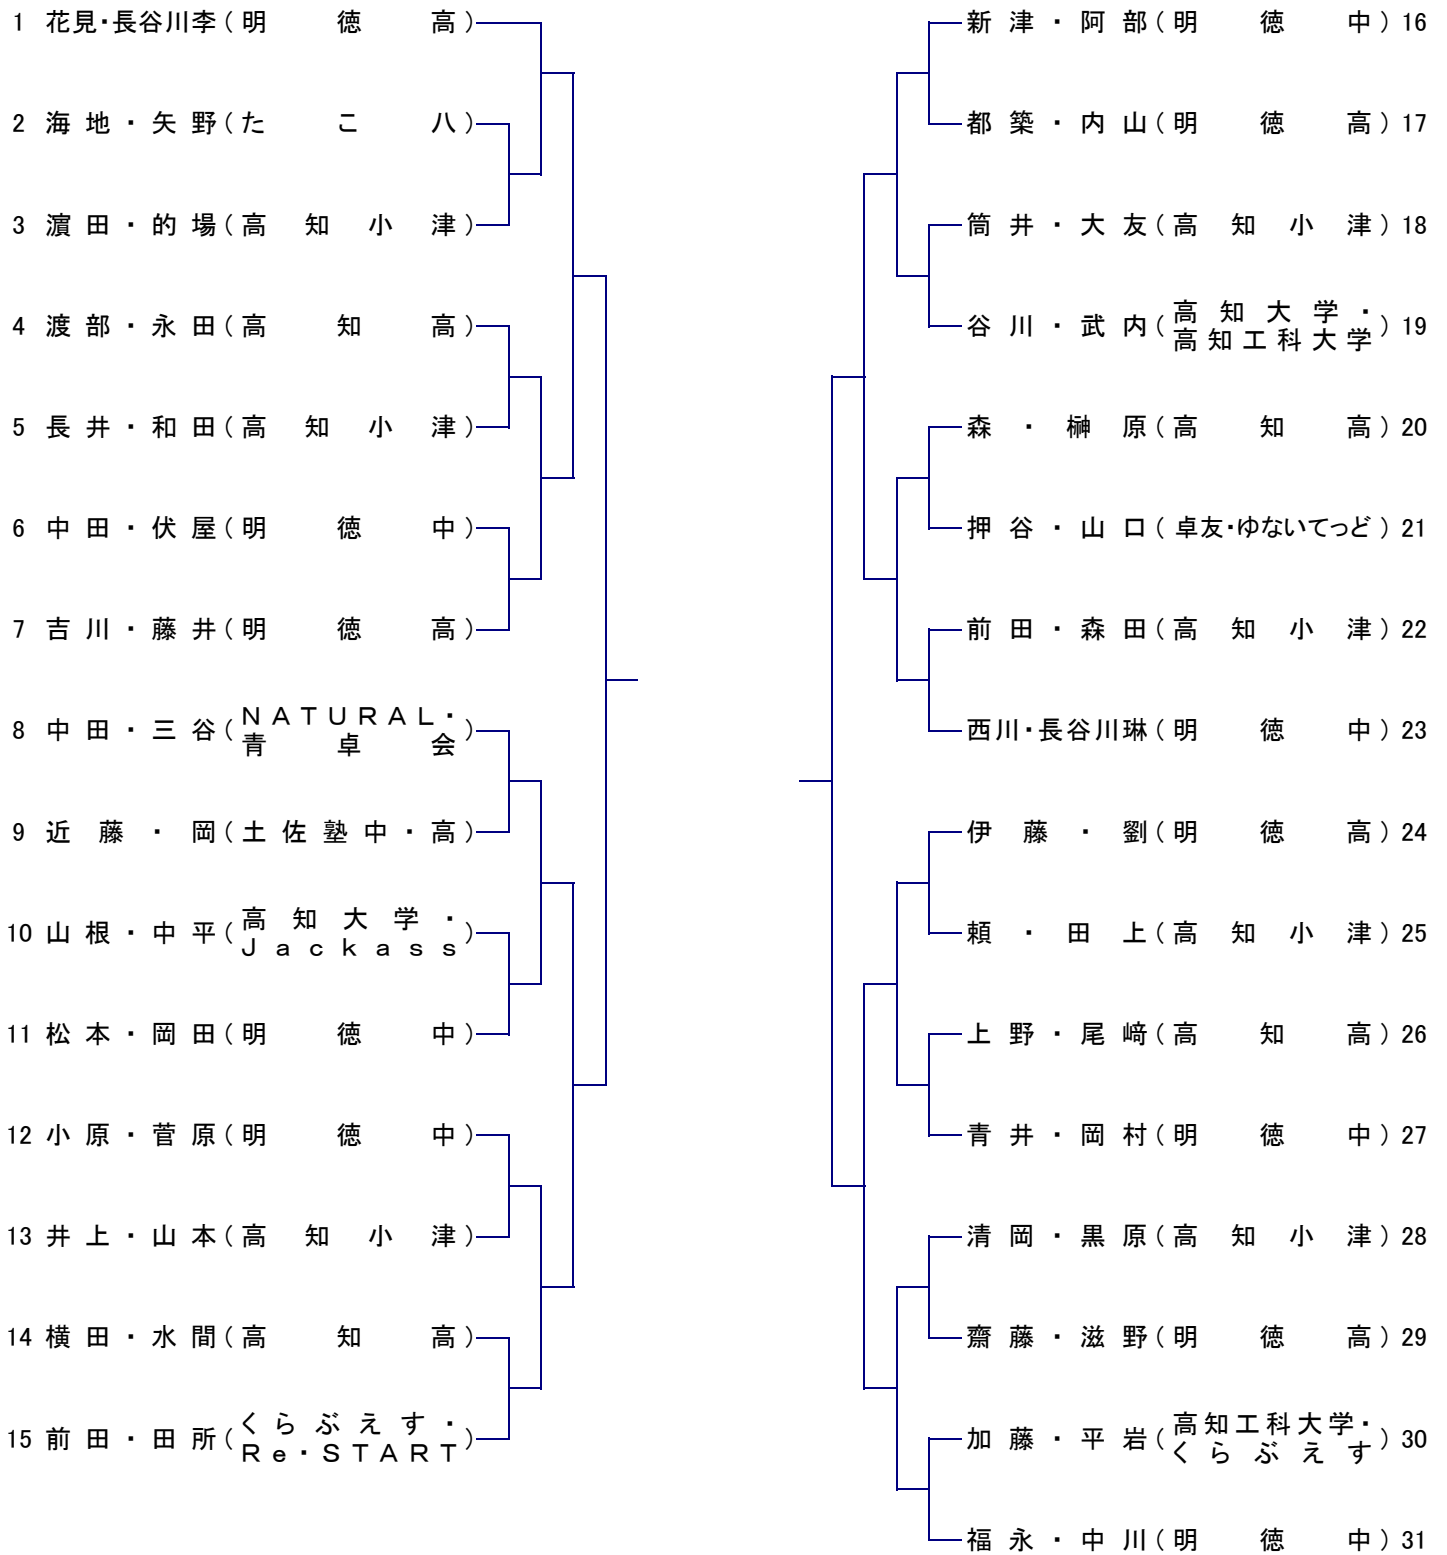 1 花見・長谷川李(明徳高)
2 海地・矢野(たこ八)
3 濵田・的場(高知小津)
4 渡部・永田(高知高)
5 長井・和田(高知小津)
6 中田・伏屋(明徳中)
7 吉川・藤井(明徳高)
8 中田・三谷(NATURAL・
青卓会)
9 近藤・岡(土佐塾中・高)
10 山根・中平(高知大学・
Jackass)
11 松本・岡田(明徳中)
12 小原・菅原(明徳中)
13 井上・山本(高知小津)
14 横田・水間(高知高)
15 前田・田所(くらぶえす・
Re・START)
新津・阿部(明徳中)16
都築・内山(明徳高)17
筒井・大友(高知小津)18
谷川・武内(高知大学・
高知工科大学)19
森・榊原(高知高)20
押谷・山口(卓友・ゆないてっど)21
前田・森田(高知小津)22
西川・長谷川琳(明徳中)23
伊藤・劉(明徳高)24
頼・田上(高知小津)25
上野・尾﨑(高知高)26
青井・岡村(明徳中)27
清岡・黒原(高知小津)28
齋藤・滋野(明徳高)29
加藤・平岩(高知工科大学・
くらぶえす)30
福永・中川(明徳中)31